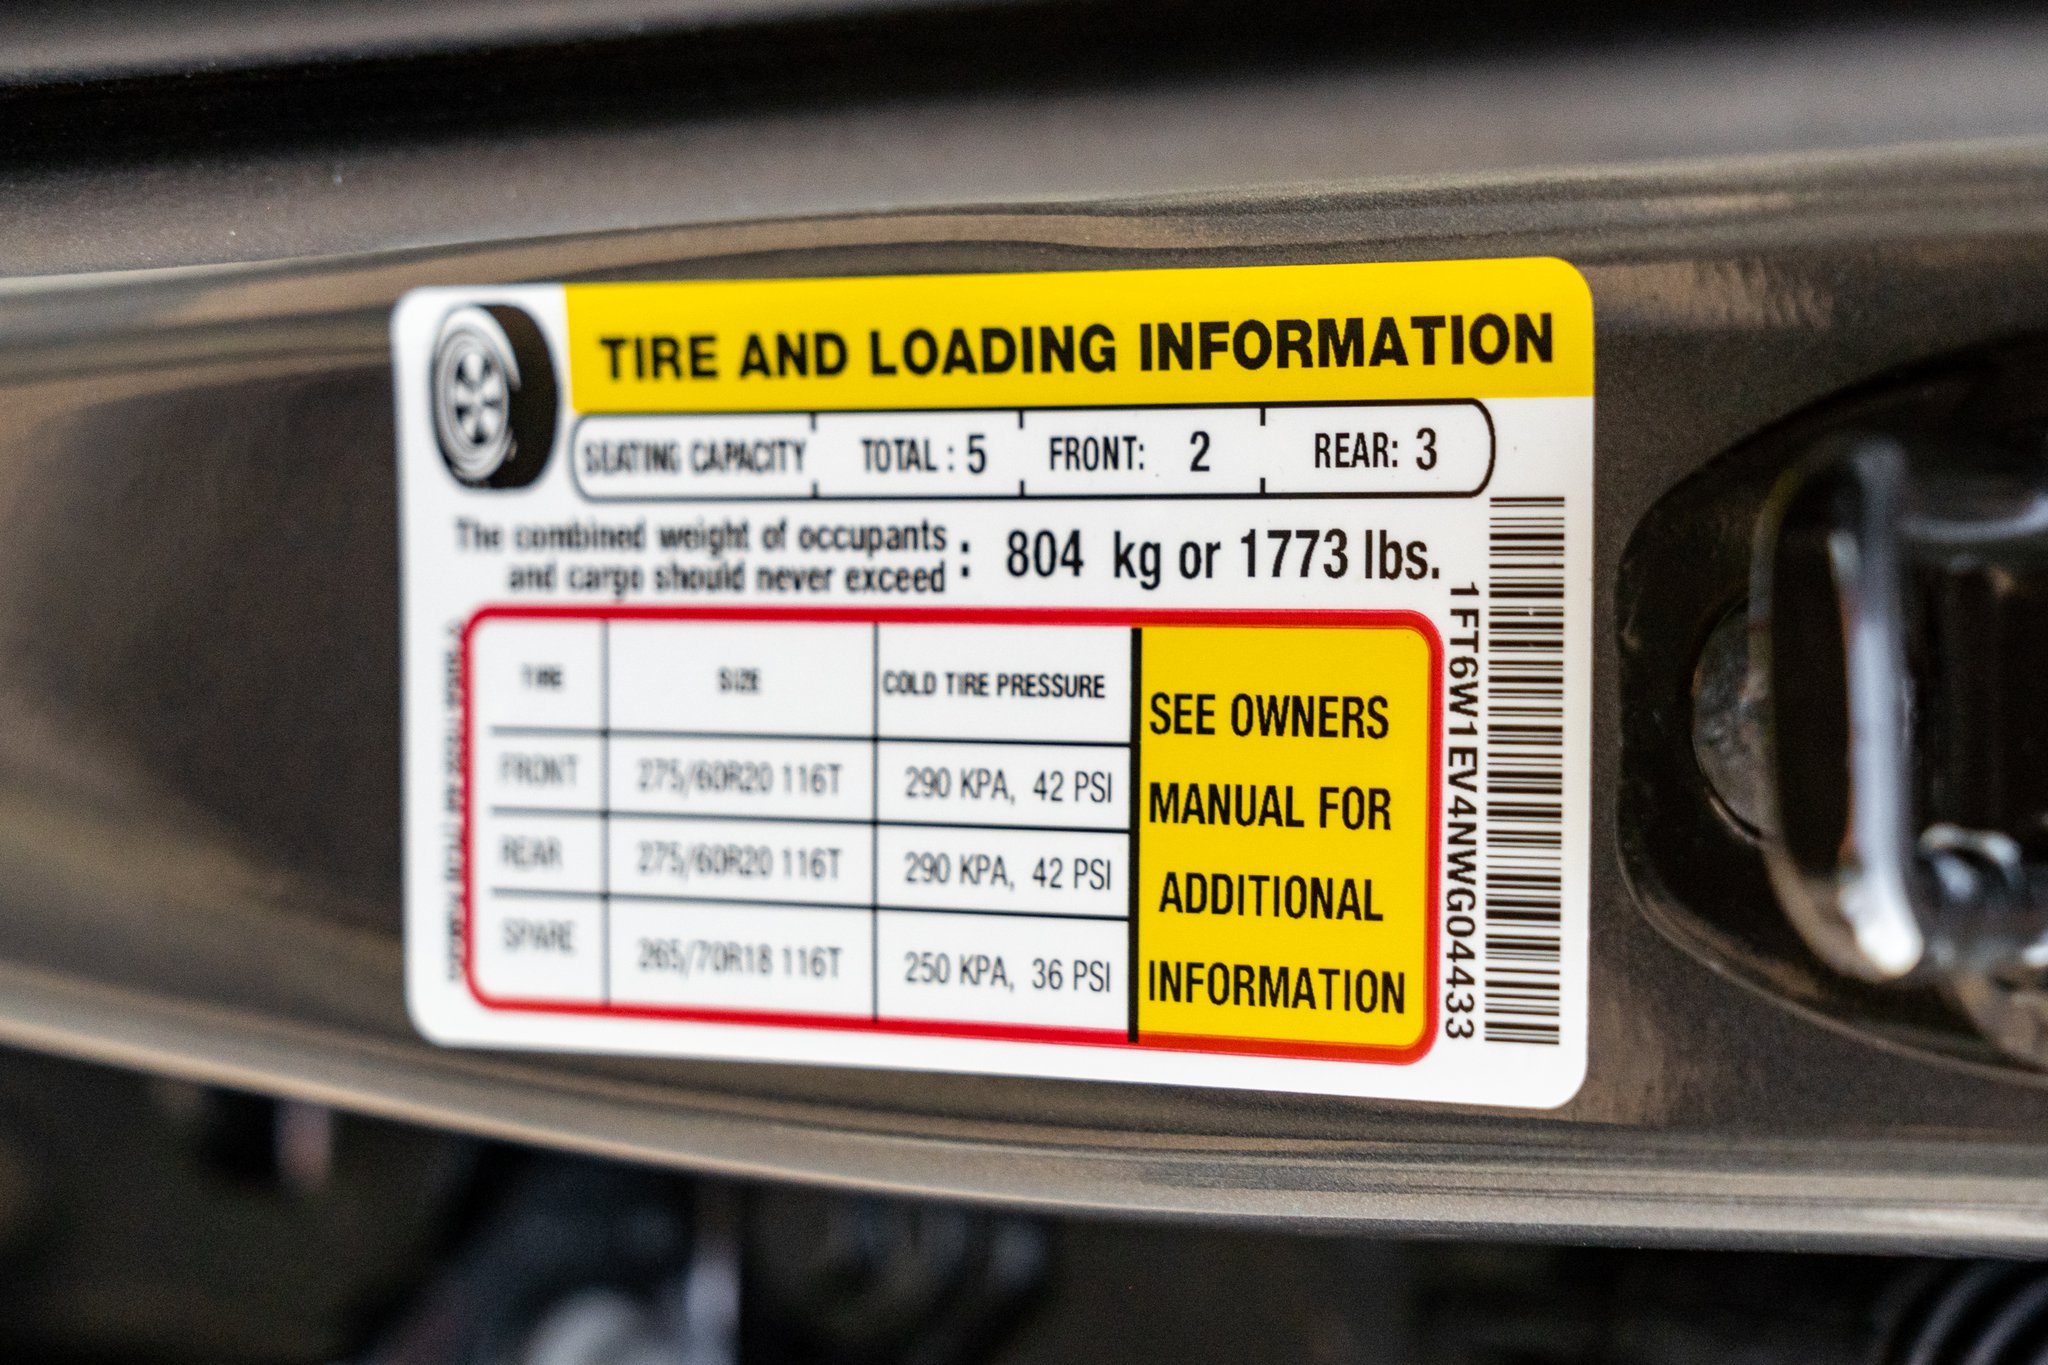 TIRE AND LOADING INFORMATION
SEATING CAPACITY TOTAL : 5 FRONT: 2 REAR: 3
The combined weight of occupants
and cargo should never exceed : 804 kg or 1773 lbs.
TIRE SIZE COLD TIRE PRESSURE
FRONT 275/60R20 116T 290 KPA, 42 PSI
REAR 275/60R20 116T 290 KPA, 42 PSI
SPARE 265/70R18 116T 250 KPA, 36 PSI
SEE OWNERS
MANUAL FOR
ADDITIONAL
INFORMATION
1FT6W1EV4NWG04433